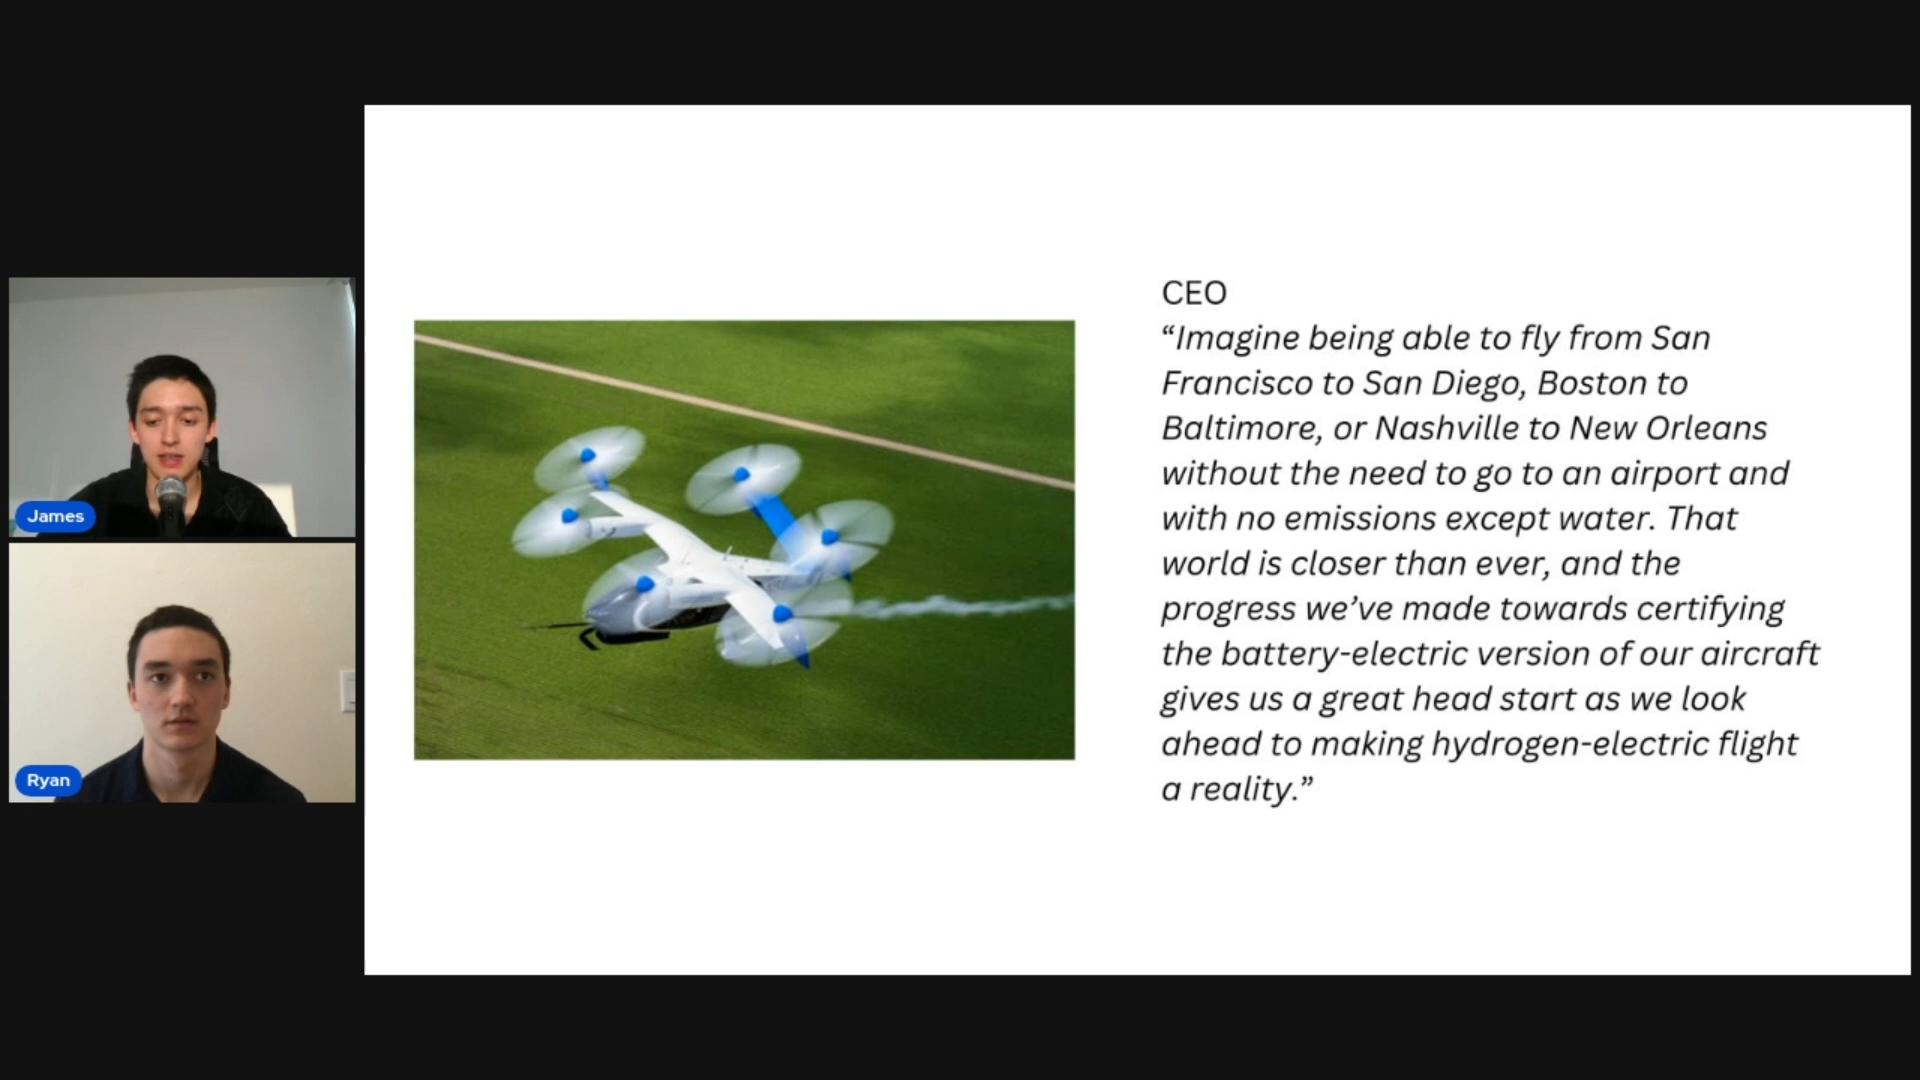 James
Ryan
CEO
“Imagine being able to fly from San
Francisco to San Diego, Boston to
Baltimore, or Nashville to New Orleans
without the need to go to an airport and
with no emissions except water. That
world is closer than ever, and the
progress we’ve made towards certifying
the battery-electric version of our aircraft
gives us a great head start as we look
ahead to making hydrogen-electric flight
a reality.”